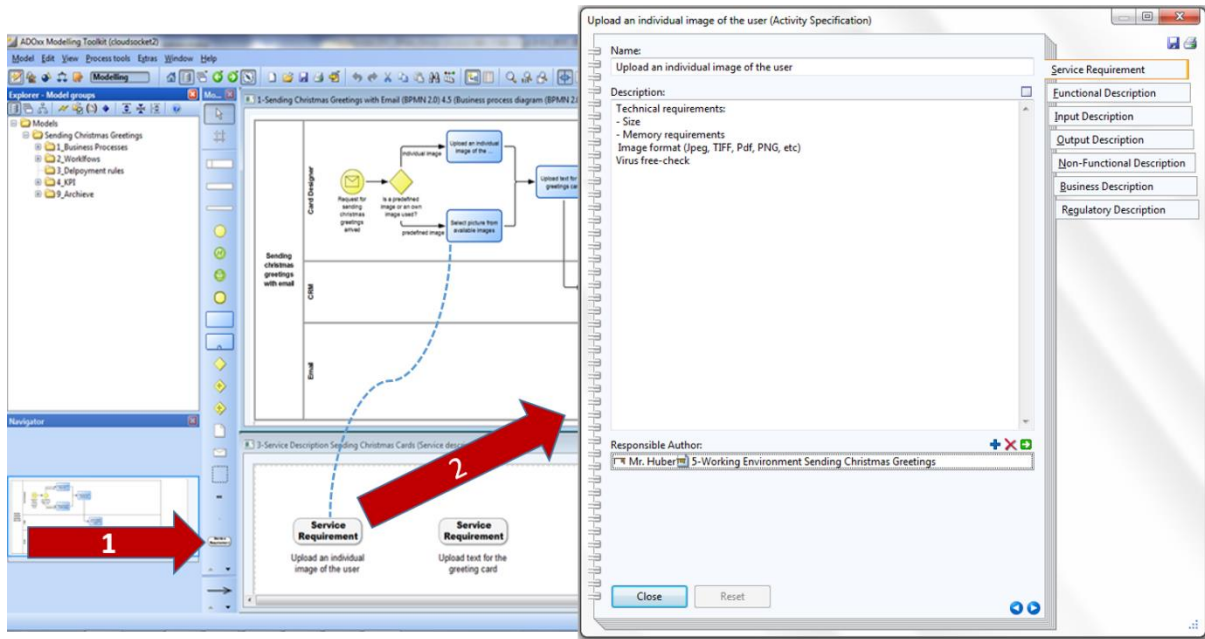 ADOxx Modelling Toolkit (cloudsocket2)
Model Edit View Process tools Extras Window Help
Modelling
Explorer - Model groups
Models
Sending Christmas Greetings
1_Business Processes
2_Worklfows
3_Delpoyment rules
4_KPI
9_Archieve
Navigator
1
Mo...
1-Sending Christmas Greetings with Email (BPMN 2.0) 4.5 (Business process diagram (BPMN 2.
Sending
christmas
greetings
with email
Card Designer
CRM
Email
Request for
sending
christmas
greetings
arrived
Is a predefined
image or an own
image used?
individual image
predefined image
Upload an individual
image of the ...
Select picture from
available images
Upload text for
greetings ca
3-Service Description Sending Christmas Cards (Service desc
2
Service
Requirement
Upload an individual
image of the user
Service
Requirement
Upload text for the
greeting card
Upload an individual image of the user (Activity Specification)
Name:
Upload an individual image of the user
Description:
Technical requirements:
- Size
- Memory requirements
Image format (Jpeg, TIFF, Pdf, PNG, etc)
Virus free-check
Responsible Author:
Mr. Huber 5-Working Environment Sending Christmas Greetings
Close Reset
Service Requirement
Functional Description
Input Description
Output Description
Non-Functional Description
Business Description
Regulatory Description